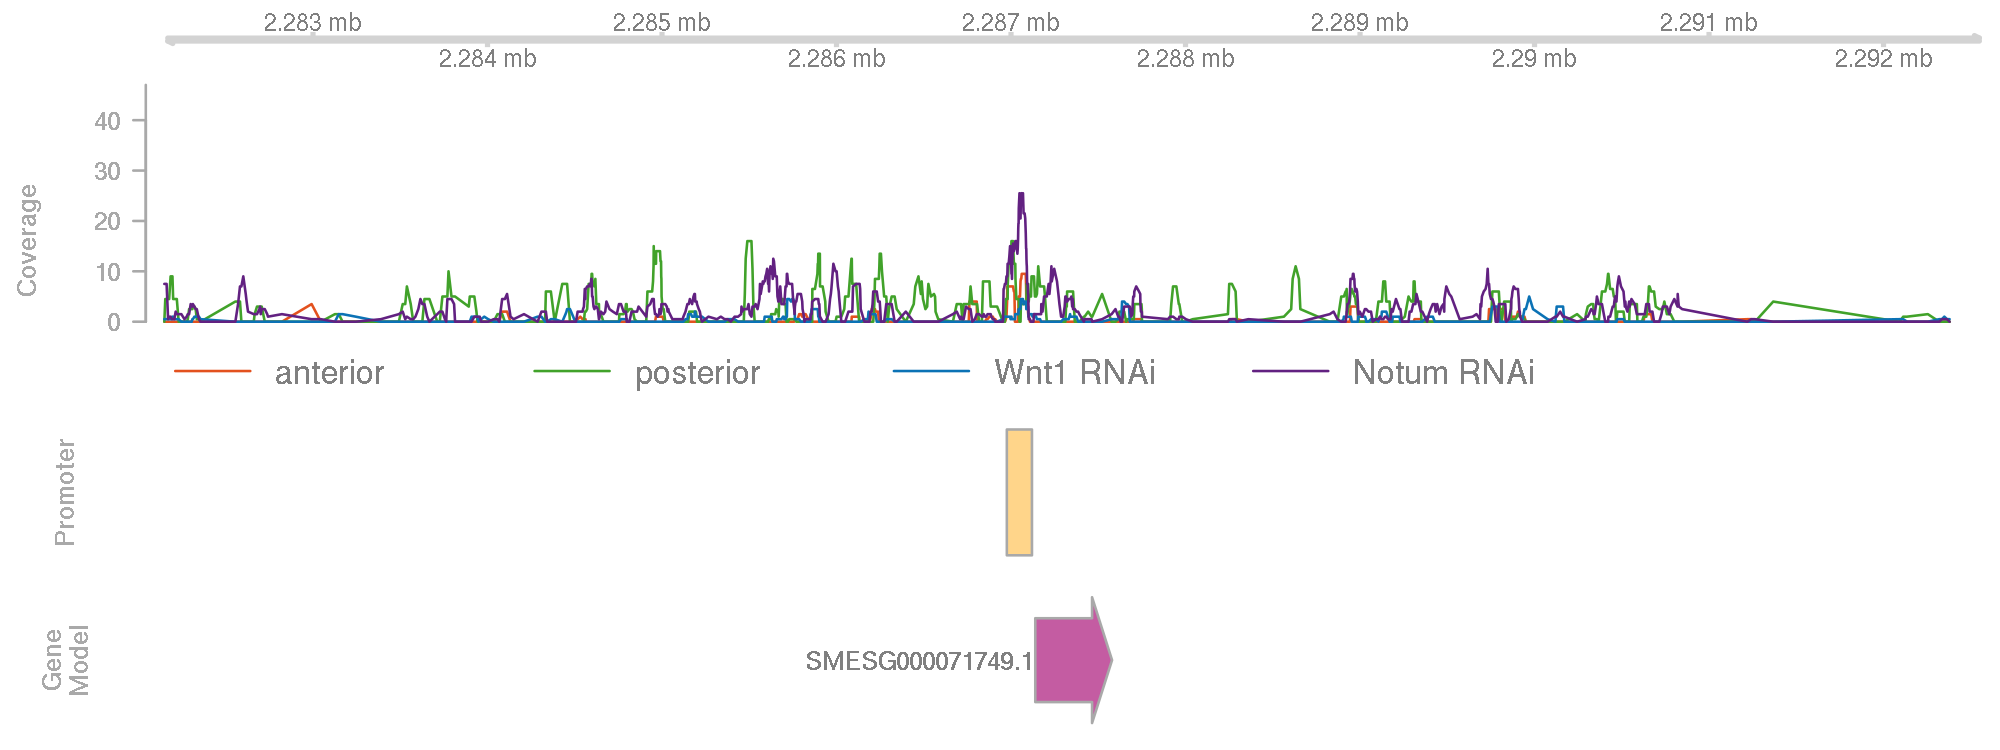 2.283 mb 2.285 mb 2.287 mb 2.289 mb 2.291 mb
2.284 mb 2.286 mb 2.288 mb 2.29 mb 2.292 mb
Coverage
40
30
20
10
0
anterior posterior Wnt1 RNAi Notum RNAi
Promoter
Gene
Model
SMESG000071749.1